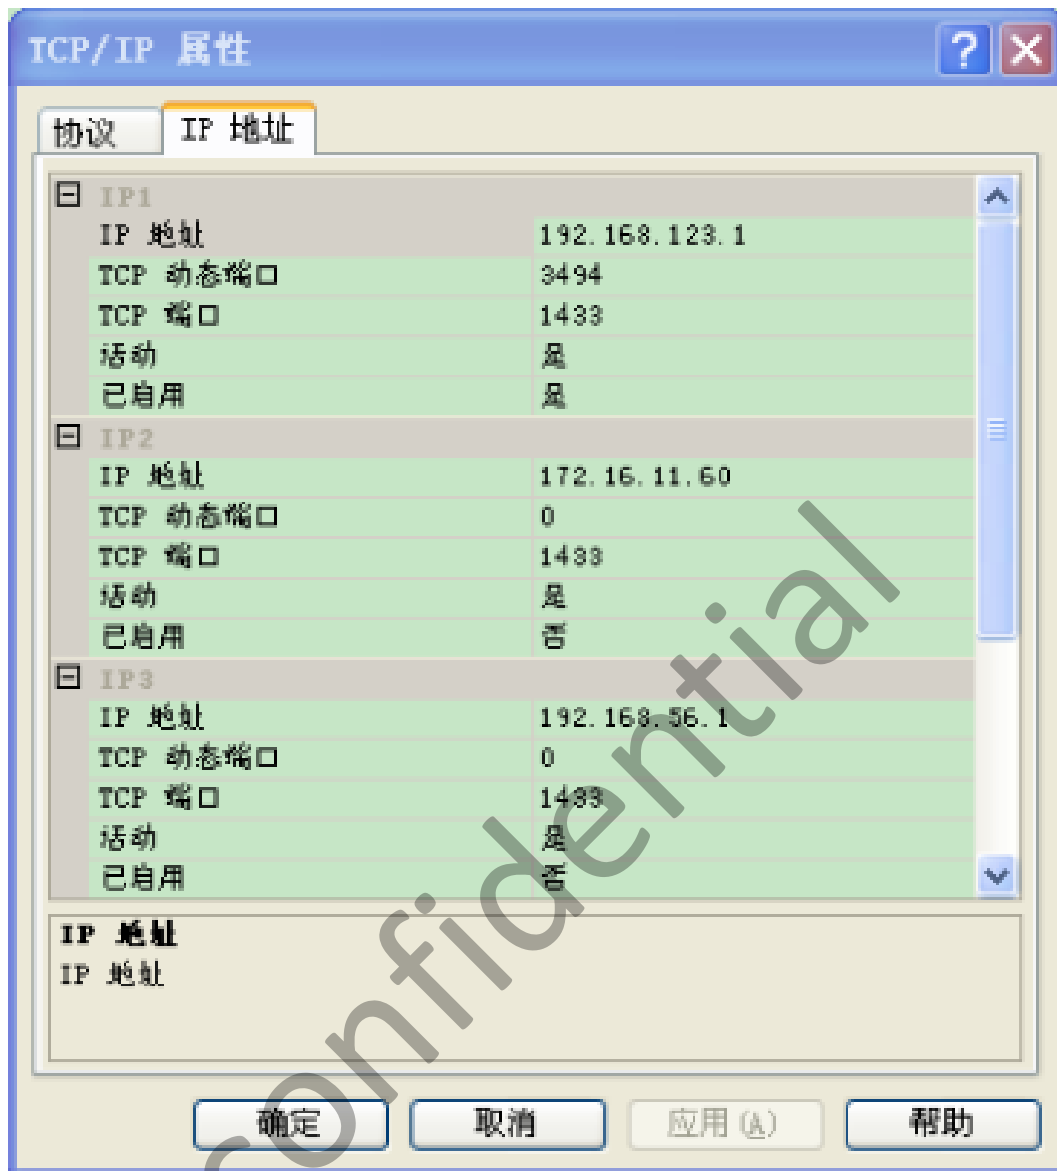 TCP/IP 属性
协议
IP 地址
IP1
IP 地址 192.168.123.1
TCP 动态端口 3494
TCP 端口 1433
活动 是
已启用 是
IP2
IP 地址 172.16.11.60
TCP 动态端口 0
TCP 端口 1433
活动 是
已启用 否
IP3
IP 地址 192.168.56.1
TCP 动态端口 0
TCP 端口 1433
活动 是
已启用 否
IP 地址
IP 地址
确定 取消 应用(A) 帮助
Confidential